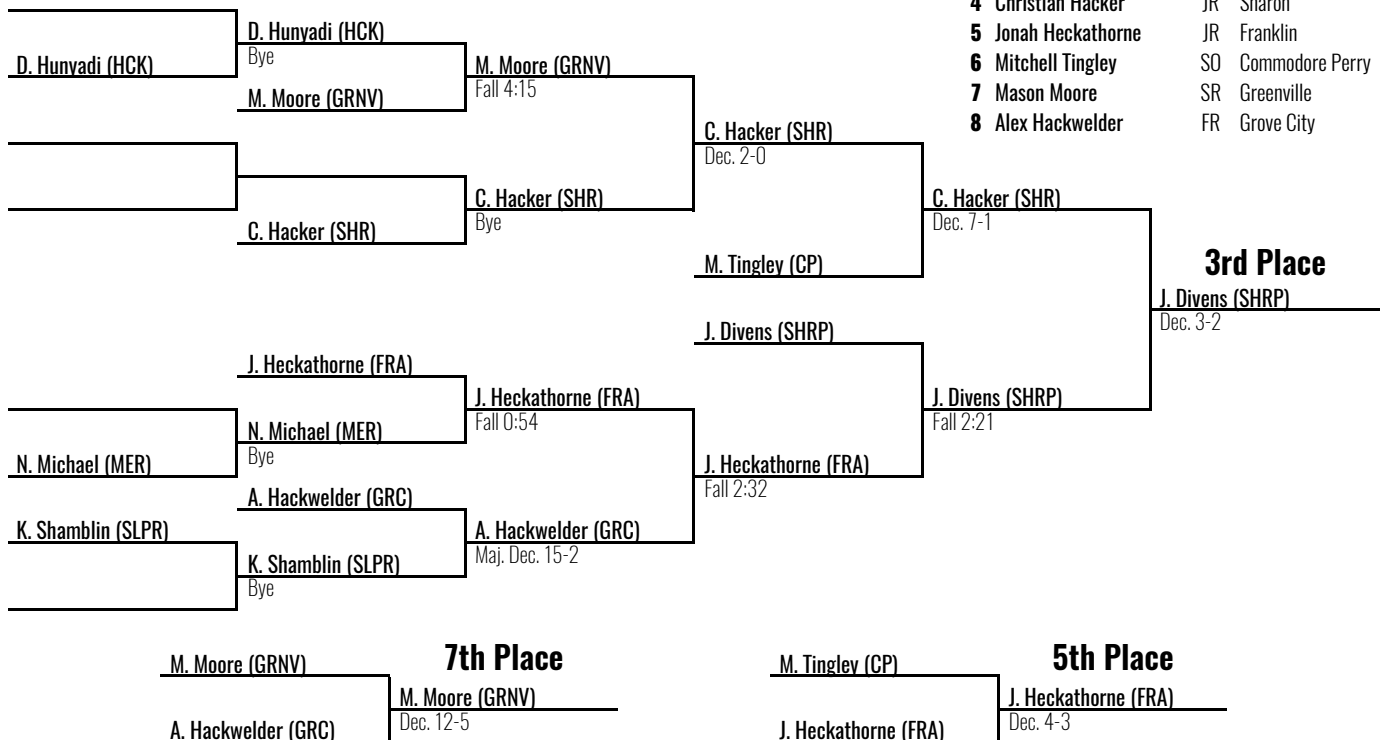 4 Christian Hacker JR Sharon
5 Jonah Heckathorne JR Franklin
6 Mitchell Tingley SO Commodore Perry
7 Mason Moore SR Greenville
8 Alex Hackwelder FR Grove City
D. Hunyadi (HCK)
D. Hunyadi (HCK)
Bye
M. Moore (GRNV)
M. Moore (GRNV)
Fall 4:15
C. Hacker (SHR)
C. Hacker (SHR)
Bye
C. Hacker (SHR)
Dec. 2-0
M. Tingley (CP)
C. Hacker (SHR)
Dec. 7-1
3rd Place
J. Divens (SHRP)
Dec. 3-2
J. Divens (SHRP)
J. Divens (SHRP)
Fall 2:21
J. Heckathorne (FRA)
N. Michael (MER)
N. Michael (MER)
Bye
J. Heckathorne (FRA)
Fall 0:54
J. Heckathorne (FRA)
Fall 2:32
A. Hackwelder (GRC)
K. Shamblin (SLPR)
K. Shamblin (SLPR)
Bye
A. Hackwelder (GRC)
Maj. Dec. 15-2
7th Place
M. Moore (GRNV)
M. Moore (GRNV)
Dec. 12-5
A. Hackwelder (GRC)
5th Place
M. Tingley (CP)
J. Heckathorne (FRA)
Dec. 4-3
J. Heckathorne (FRA)